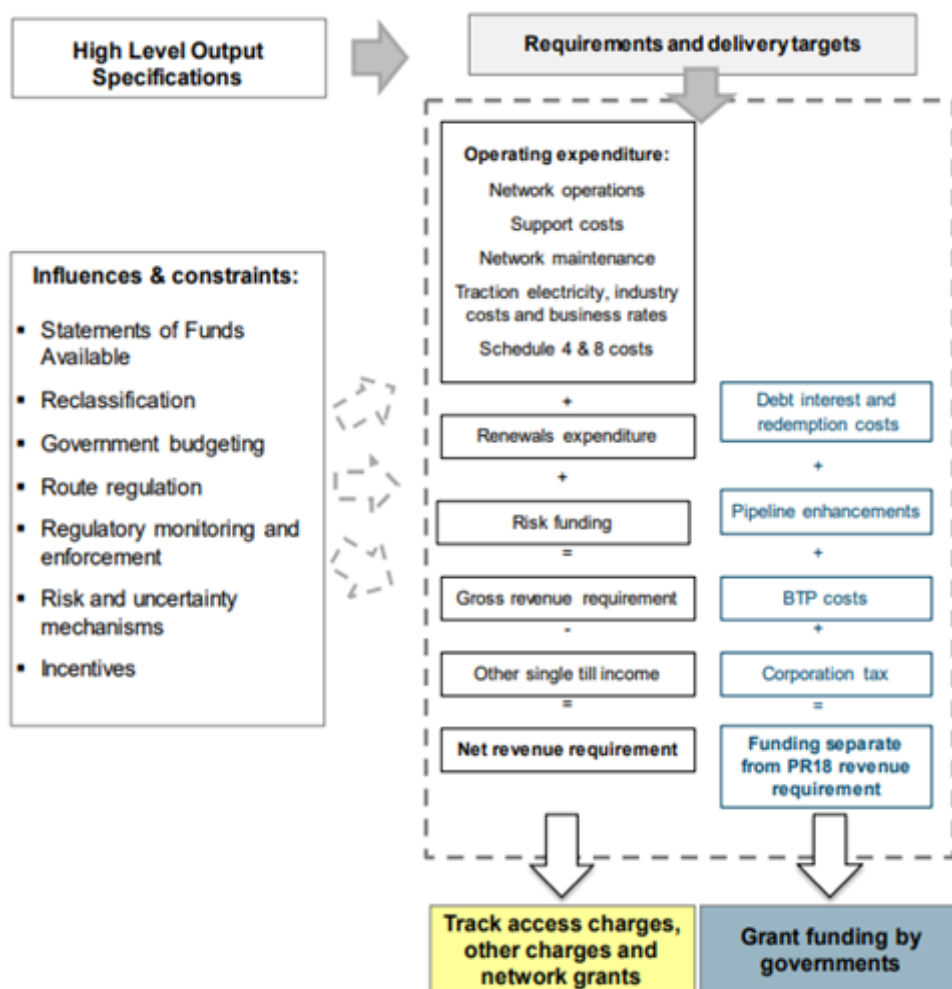 High Level Output
Specifications
Requirements and delivery targets
Operating expenditure:
Network operations
Support costs
Network maintenance
Traction electricity, industry
costs and business rates
Schedule 4 & 8 costs
+
Renewals expenditure
+
Risk funding
=
Gross revenue requirement
-
Other single till income
=
Net revenue requirement
Debt interest and
redemption costs
+
Pipeline enhancements
+
BTP costs
+
Corporation tax
=
Funding separate
from PR18 revenue
requirement
Influences & constraints:
▪ Statements of Funds
Available
▪ Reclassification
▪ Government budgeting
▪ Route regulation
▪ Regulatory monitoring and
enforcement
▪ Risk and uncertainty
mechanisms
▪ Incentives
Track access charges,
other charges and
network grants
Grant funding by
governments